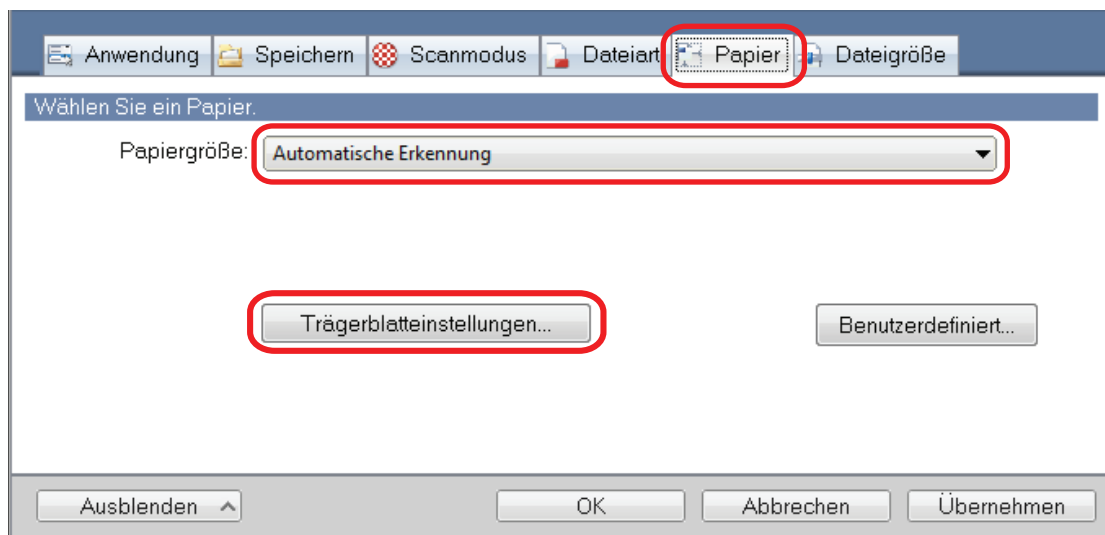 Anwendung Speichern Scanmodus Dateiart Papier Dateigröße
Wählen Sie ein Papier.
Papiergröße: Automatische Erkennung
Trägerblatteinstellungen... Benutzerdefiniert...
Ausblenden OK Abbrechen Übernehmen